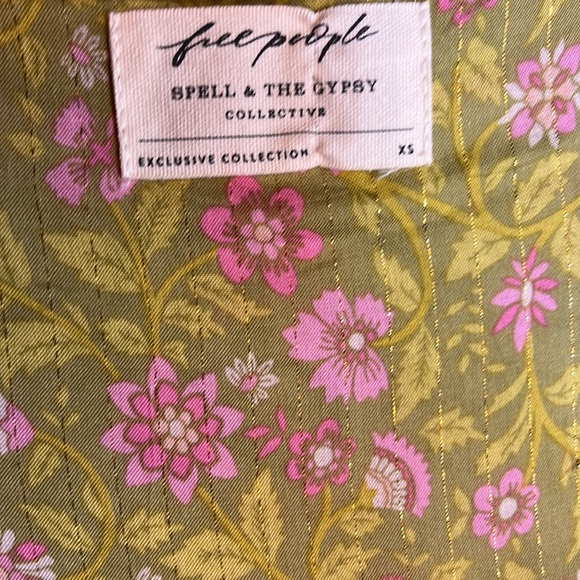 free people
SPELL & THE GYPSY
COLLECTIVE
EXCLUSIVE COLLECTION XS